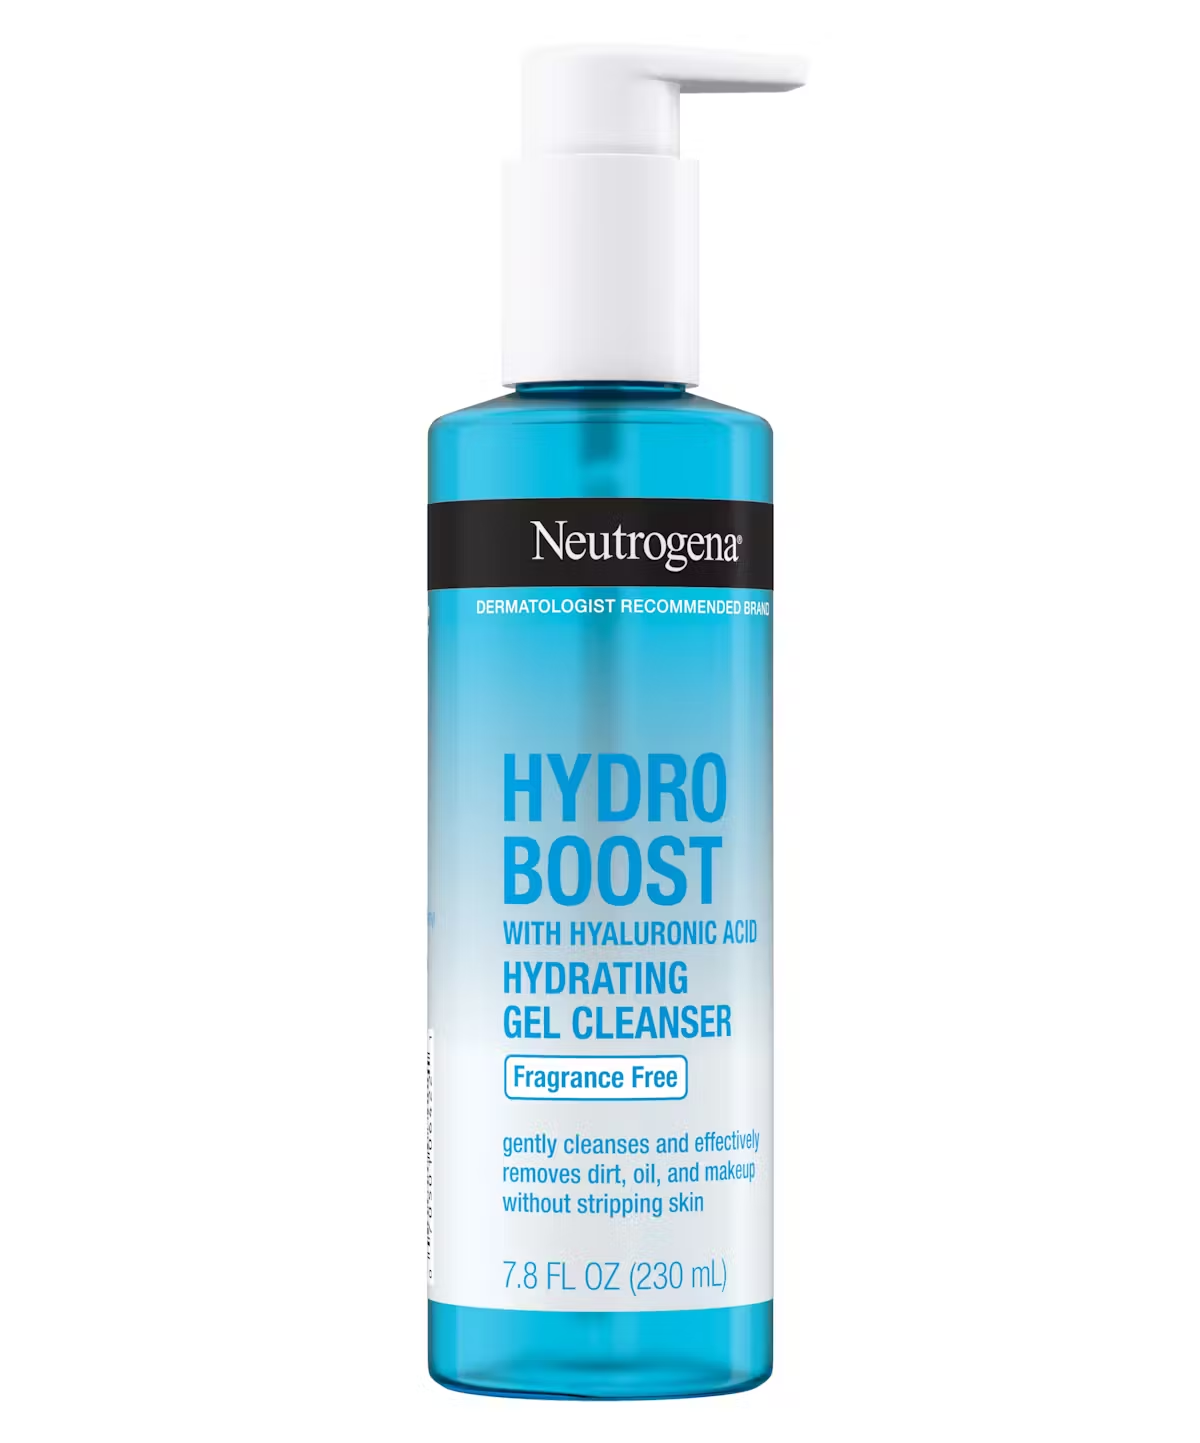 Neutrogena®
DERMATOLOGIST RECOMMENDED BRAND
HYDRO
BOOST
WITH HYALURONIC ACID
HYDRATING
GEL CLEANSER
Fragrance Free
gently cleanses and effectively
removes dirt, oil, and makeup
without stripping skin
7.8 FL OZ (230 mL)